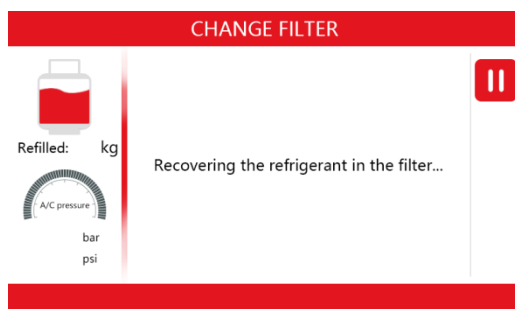 CHANGE FILTER
Refilled: kg
A/C pressure
bar
psi
Recovering the refrigerant in the filter...